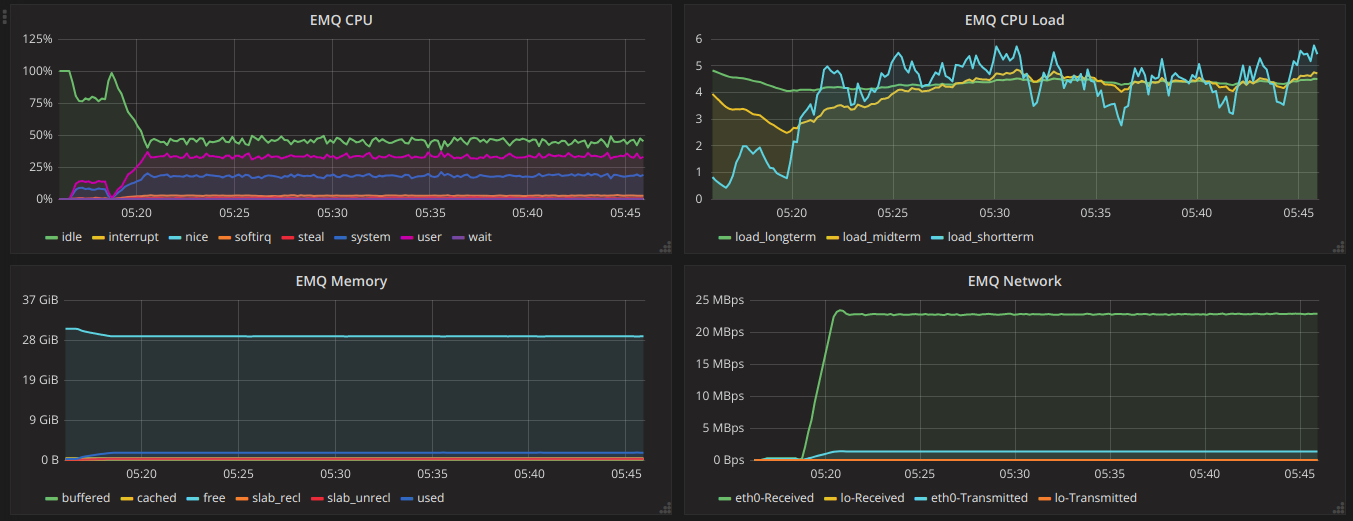 EMQ CPU
125%
100%
75%
50%
25%
0%
05:20 05:25 05:30 05:35 05:40 05:45
idle interrupt nice softirq steal system user wait
EMQ CPU Load
6
5
4
3
2
1
0
05:20 05:25 05:30 05:35 05:40 05:45
load_longterm load_midterm load_shortterm
EMQ Memory
37 GiB
28 GiB
19 GiB
9 GiB
0 B
05:20 05:25 05:30 05:35 05:40 05:45
buffered cached free slab_recl slab_unrecl used
EMQ Network
25 MBps
20 MBps
15 MBps
10 MBps
5 MBps
0 Bps
05:20 05:25 05:30 05:35 05:40 05:45
eth0-Received lo-Received eth0-Transmitted lo-Transmitted